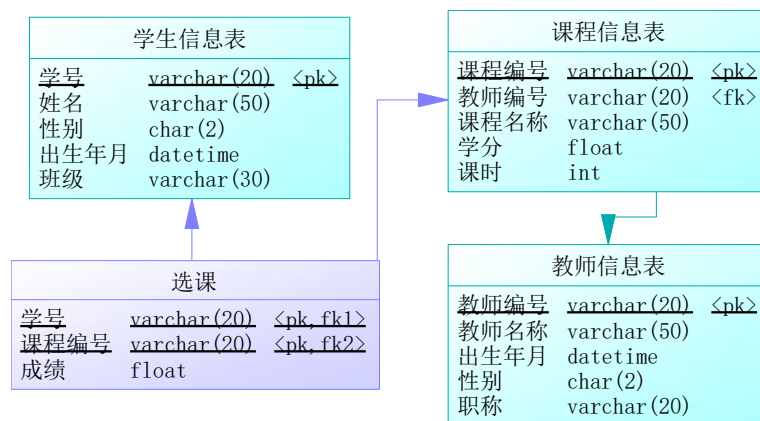 学生信息表
学号 varchar(20) <pk>
姓名 varchar(50)
性别 char(2)
出生年月 datetime
班级 varchar(30)
课程信息表
课程编号 varchar(20) <pk>
教师编号 varchar(20) <fk>
课程名称 varchar(50)
学分 float
课时 int
选课
学号 varchar(20) <pk,fk1>
课程编号 varchar(20) <pk,fk2>
成绩 float
教师信息表
教师编号 varchar(20) <pk>
教师名称 varchar(50)
出生年月 datetime
性别 char(2)
职称 varchar(20)